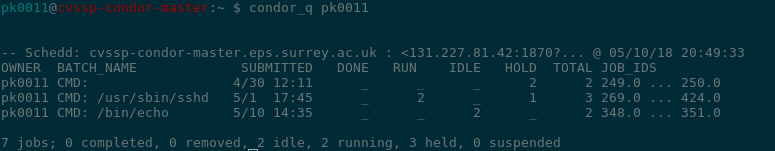 pk0011@cvssp-condor-master:~ $ condor_q pk0011
-- Schedd: cvssp-condor-master.eps.surrey.ac.uk : <131.227.81.42:1870?... @ 05/10/18 20:49:33
OWNER  BATCH_NAME             SUBMITTED   DONE   RUN    IDLE   HOLD  TOTAL JOB_IDS
pk0011 CMD:                  4/30 12:11      _      _      _      2      2 249.0 ... 250.0
pk0011 CMD: /usr/sbin/sshd   5/1  17:45      _      2      _      1      3 269.0 ... 424.0
pk0011 CMD: /bin/echo        5/10 14:35      _      _      2      _      2 348.0 ... 351.0
7 jobs; 0 completed, 0 removed, 2 idle, 2 running, 3 held, 0 suspended